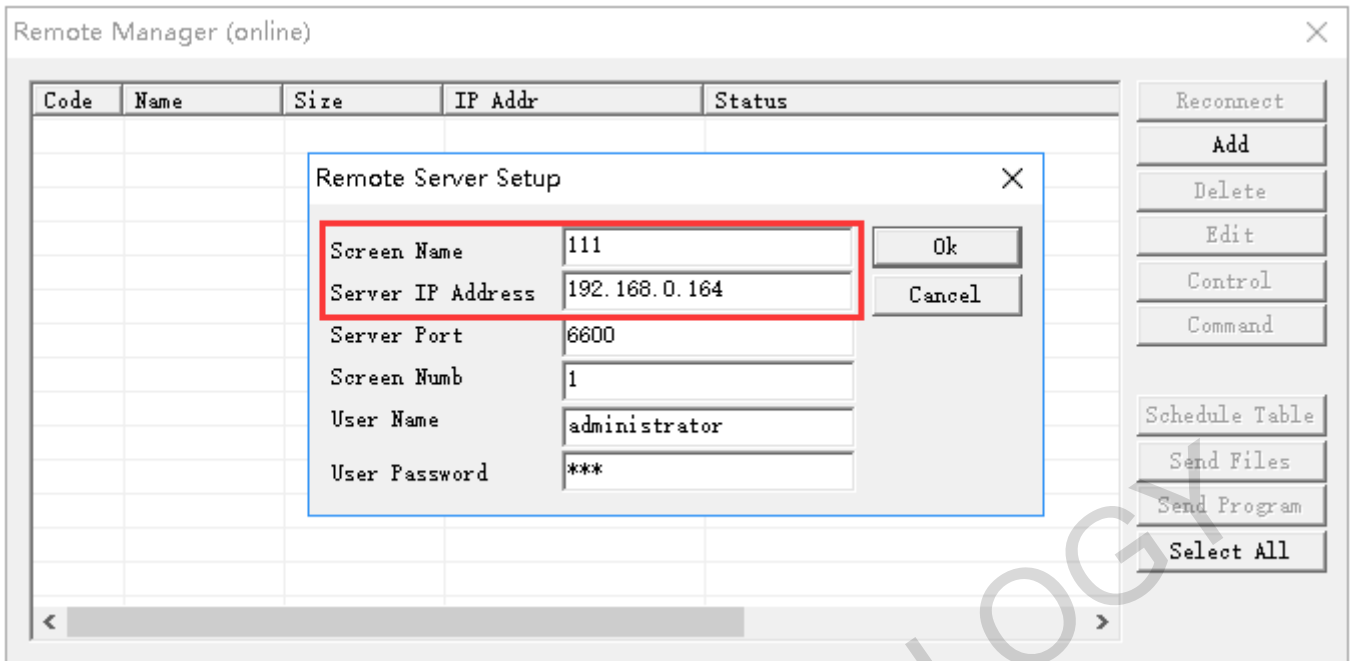 Remote Manager (online)
Code Name Size IP Addr Status
Reconnect
Add
Delete
Edit
Control
Command
Schedule Table
Send Files
Send Program
Select All
Remote Server Setup
Screen Name 111
Server IP Address 192.168.0.164
Server Port 6600
Screen Numb 1
User Name administrator
User Password ***
Ok
Cancel
LOGY